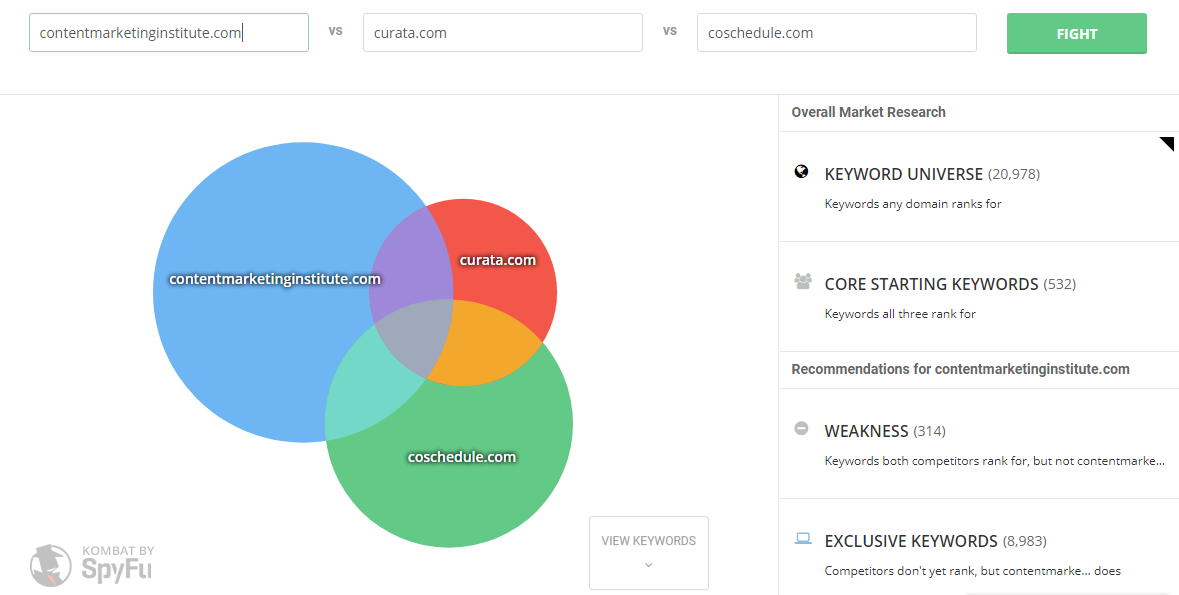 contentmarketinginstitute.com vs curata.com vs coschedule.com FIGHT
contentmarketinginstitute.com
curata.com
coschedule.com
VIEW KEYWORDS
KOMBAT BY
SpyFu
Overall Market Research
KEYWORD UNIVERSE (20,978)
Keywords any domain ranks for
CORE STARTING KEYWORDS (532)
Keywords all three rank for
Recommendations for contentmarketinginstitute.com
WEAKNESS (314)
Keywords both competitors rank for, but not contentmarke...
EXCLUSIVE KEYWORDS (8,983)
Competitors don't yet rank, but contentmarke... does